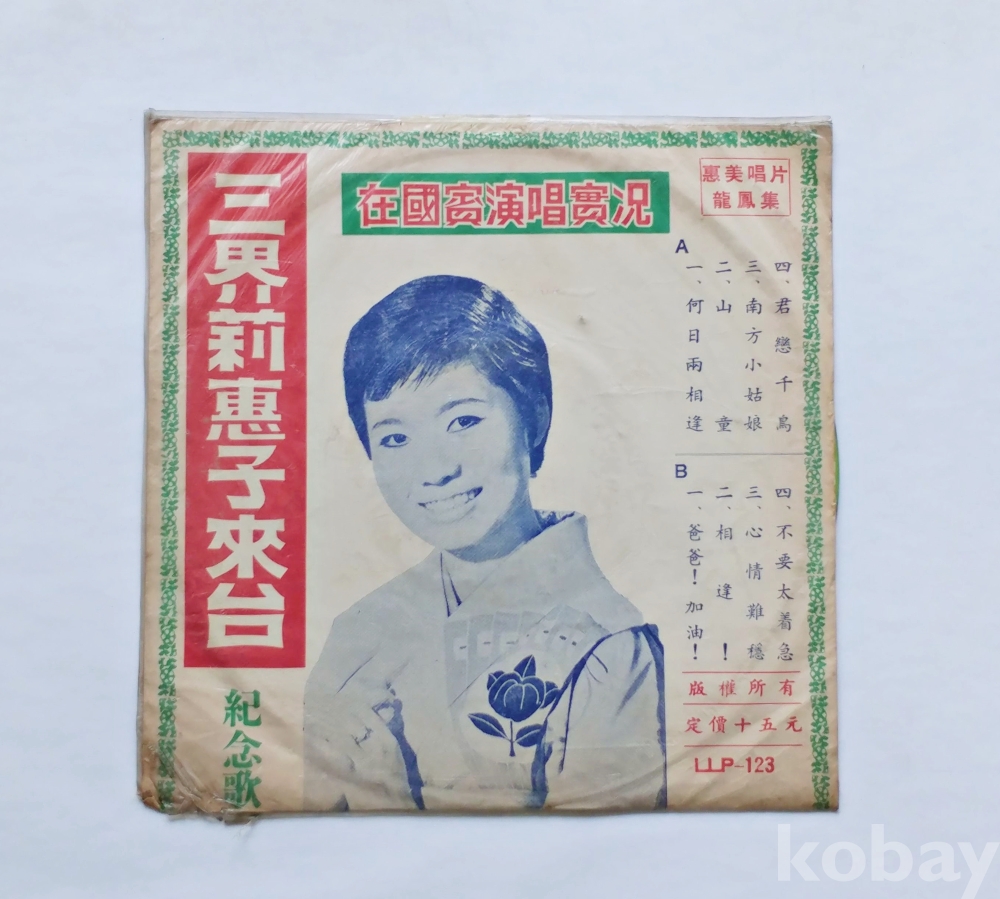 三界莉惠子來台
紀念歌
在國賓演唱實況
惠美唱片
龍鳳集
A
一、何日兩相逢
二、山童
三、南方小姑娘
四、君戀千鳥
B
一、爸爸!加油!
二、相逢!
三、心情難穩
四、不要太着急
版權所有
定價十五元
LLP-123
kobay